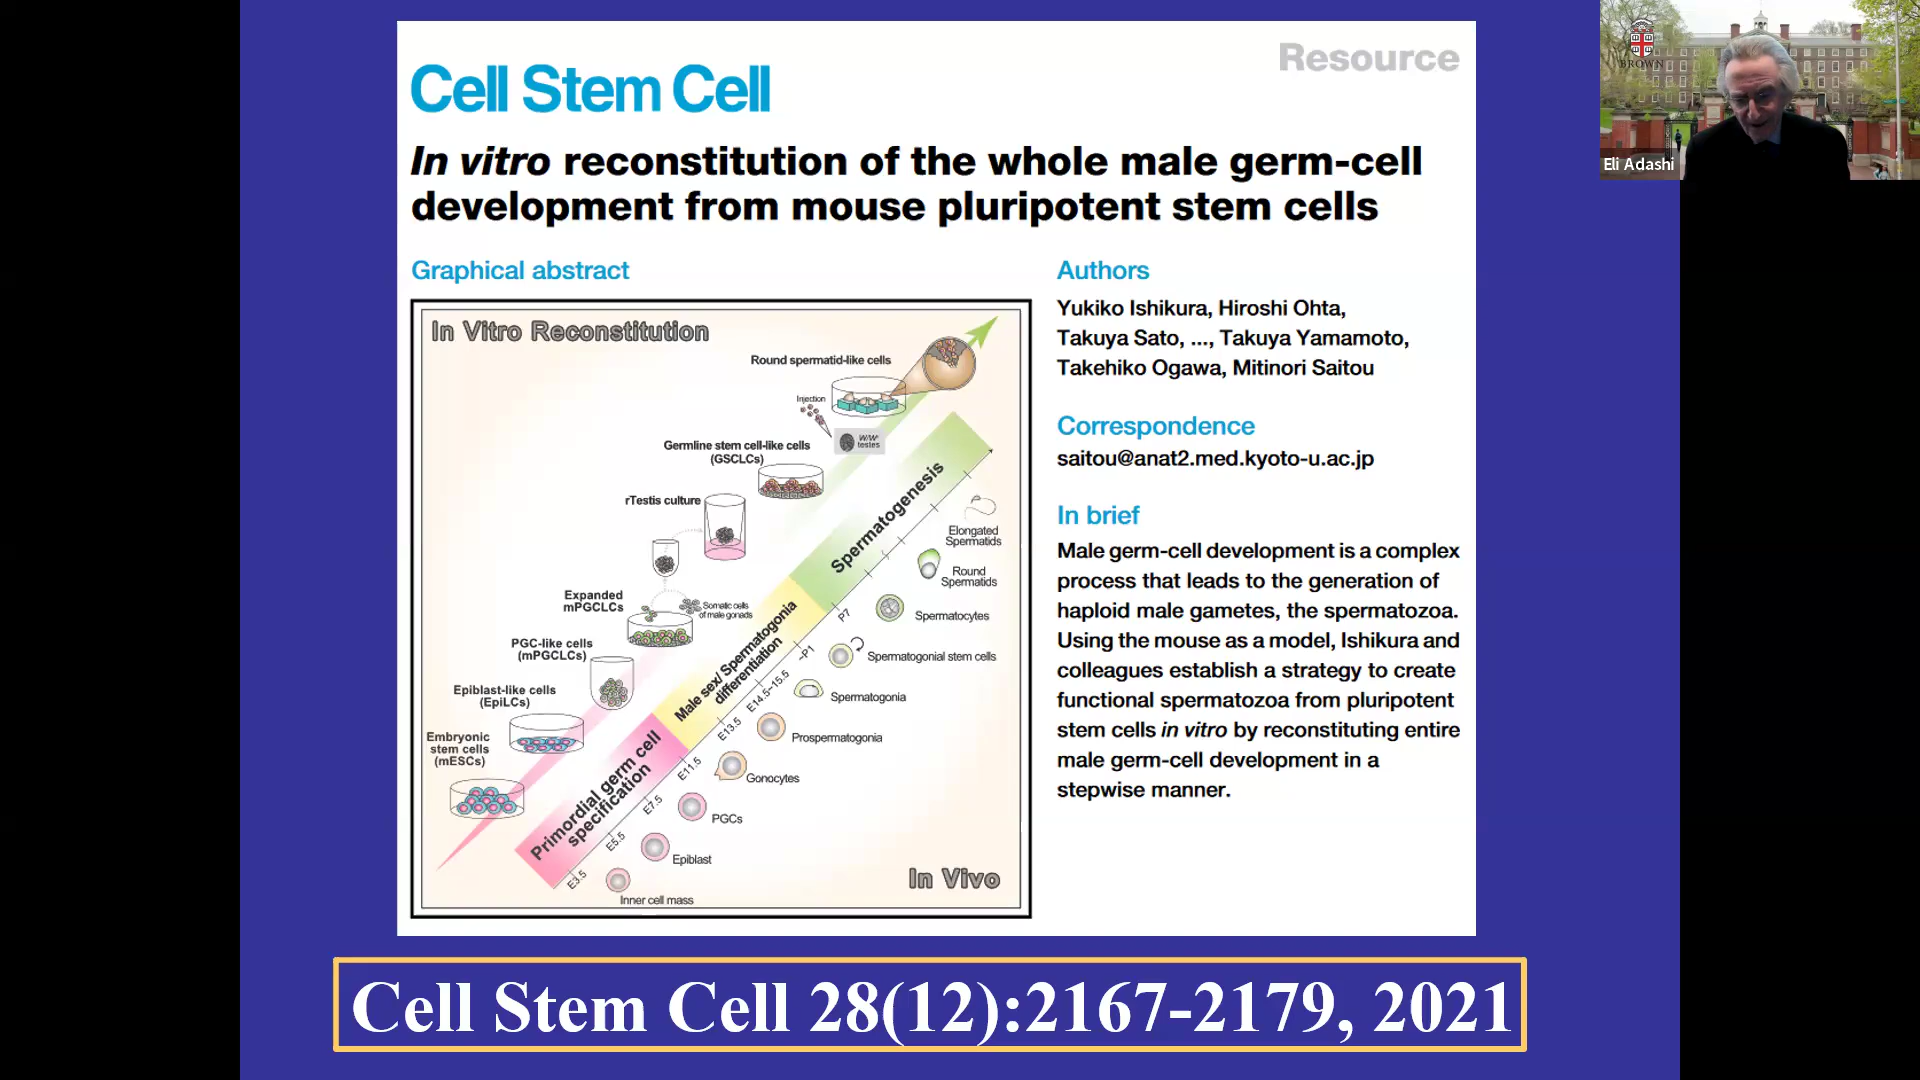 Resource
Cell Stem Cell
In vitro reconstitution of the whole male germ-cell
development from mouse pluripotent stem cells
Graphical abstract
In Vitro Reconstitution
Round spermatid-like cells
Injection
W/Wv
testes
Germline stem cell-like cells
(GSCLCs)
rTestis culture
Expanded
mPGCLCs
Somatic cells
of male gonads
PGC-like cells
(mPGCLCs)
Epiblast-like cells
(EpiLCs)
Embryonic
stem cells
(mESCs)
Primordial germ cell
specification
Male sex/ Spermatogonia
differentiation
Spermatogenesis
E3.5
E5.5
E7.5
E11.5
E13.5
E14.5~15.5
~P1
P7
Elongated
Spermatids
Round
Spermatids
Spermatocytes
Spermatogonial stem cells
Spermatogonia
Prospermatogonia
Gonocytes
PGCs
Epiblast
Inner cell mass
In Vivo
Authors
Yukiko Ishikura, Hiroshi Ohta,
Takuya Sato, ..., Takuya Yamamoto,
Takehiko Ogawa, Mitinori Saitou
Correspondence
saitou@anat2.med.kyoto-u.ac.jp
In brief
Male germ-cell development is a complex
process that leads to the generation of
haploid male gametes, the spermatozoa.
Using the mouse as a model, Ishikura and
colleagues establish a strategy to create
functional spermatozoa from pluripotent
stem cells in vitro by reconstituting entire
male germ-cell development in a
stepwise manner.
Cell Stem Cell 28(12):2167-2179, 2021
BROWN
Eli Adashi